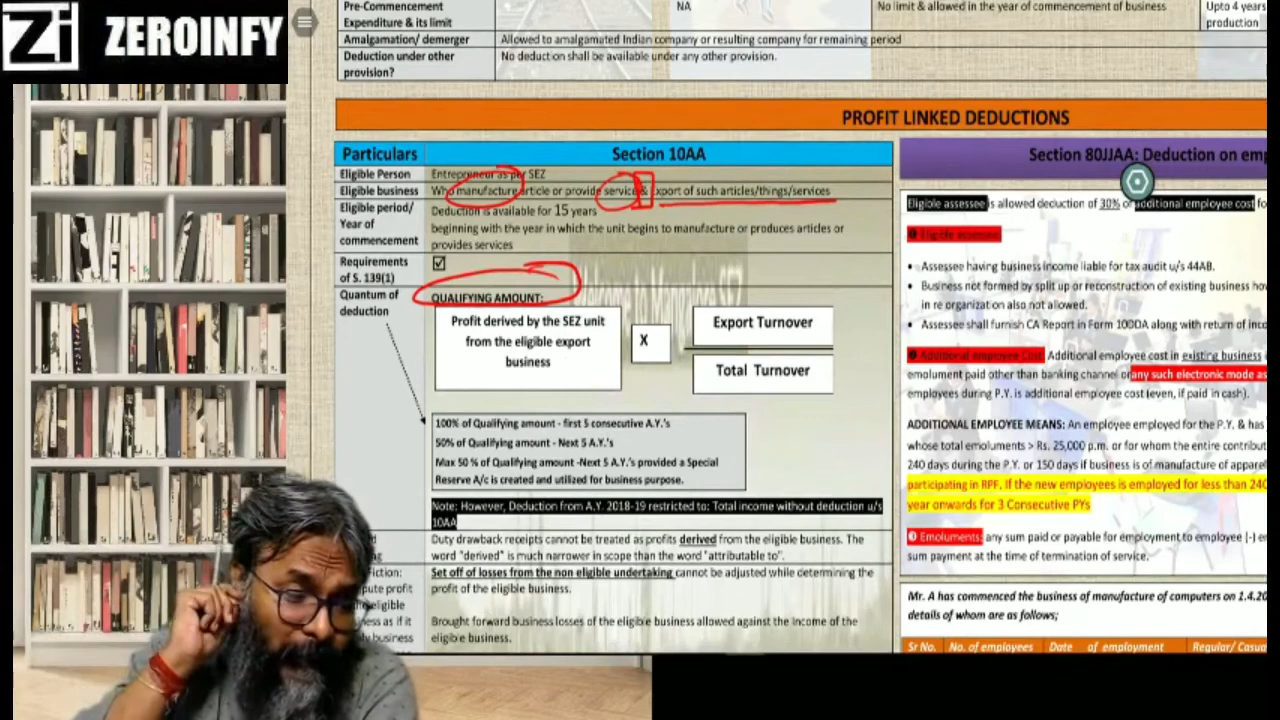 Zi ZEROINFY
Pre-Commencement Expenditure & its limit
NA
No limit & allowed in the year of commencement of business
Upto 4 years
production
Amalgamation/ demerger
Allowed to amalgamated Indian company or resulting company for remaining period
Deduction under other provision?
No deduction shall be available under any other provision.
PROFIT LINKED DEDUCTIONS
Particulars
Section 10AA
Eligible Person
Entrepreneur as per SEZ
Eligible business
Who manufacture article or provide service & export of such articles/things/services
Eligible period/
Year of
commencement
Deduction is available for 15 years
beginning with the year in which the unit begins to manufacture or produces articles or
provides services
Requirements
of S. 139(1)
☑
Quantum of
deduction
QUALIFYING AMOUNT:
Profit derived by the SEZ unit
from the eligible export
business
X
Export Turnover
Total Turnover
100% of Qualifying amount - first 5 consecutive A.Y.'s
50% of Qualifying amount - Next 5 A.Y.'s
Max 50 % of Qualifying amount -Next 5 A.Y.'s provided a Special
Reserve A/c is created and utilized for business purpose.
Note: However, Deduction from A.Y. 2018-19 restricted to: Total income without deduction u/s
10AA
Duty drawback receipts cannot be treated as profits derived from the eligible business. The
word "derived" is much narrower in scope than the word "attributable to".
Fiction:
profit
eligible
as if it
business
Set off of losses from the non eligible undertaking cannot be adjusted while determining the
profit of the eligible business.
Brought forward business losses of the eligible business allowed against the income of the
eligible business.
Section 80JJAA: Deduction on emp
Eligible assessee is allowed deduction of 30% of additional employee cost fo
Eligible assessee:
• Assessee having business income liable for tax audit u/s 44AB.
• Business not formed by split up or reconstruction of existing business
in re organization also not allowed.
• Assessee shall furnish CA Report in Form 10DDA along with return of
Additional employee Cost: Additional employee cost in existing business
emolument paid other than banking channel or any such electronic mode as
employees during P.Y. is additional employee cost (even, if paid in cash).
ADDITIONAL EMPLOYEE MEANS: An employee employed for the P.Y. & has
whose total emoluments > Rs. 25,000 p.m. or for whom the entire
240 days during the P.Y. or 150 days if business is of manufacture of
participating in RPF. If the new employees is employed for less than 240
year onwards for 3 Consecutive PYs
Emoluments: any sum paid or payable for employment to employee (-)
sum payment at the time of termination of service.
Mr. A has commenced the business of manufacture of computers on
details of whom are as follows;
Sr No.
No. of employees
Date of employment
Regular/